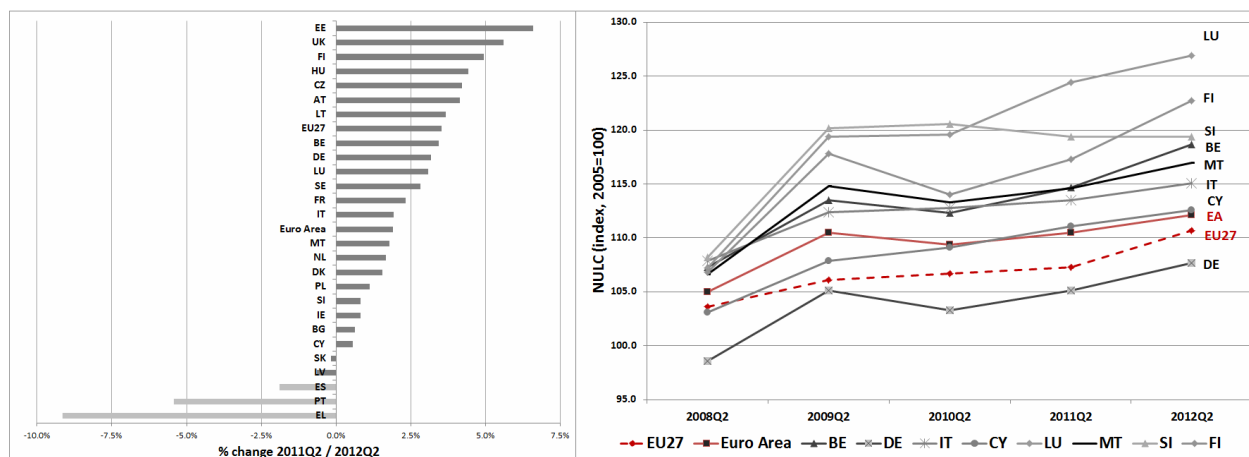 EE
UK
FI
HU
CZ
AT
LT
EU27
BE
DE
LU
SE
FR
IT
Euro Area
MT
NL
DK
PL
SI
IE
BG
CY
SK
LV
ES
PT
EL
-10.0% -7.5% -5.0% -2.5% 0.0% 2.5% 5.0% 7.5%
% change 2011Q2 / 2012Q2
NULC (index, 2005=100)
130.0
125.0
120.0
115.0
110.0
105.0
100.0
95.0
LU
FI
SI
BE
MT
IT
CY
EA
EU27
DE
2008Q2 2009Q2 2010Q2 2011Q2 2012Q2
EU27 Euro Area BE DE IT CY LU MT SI FI